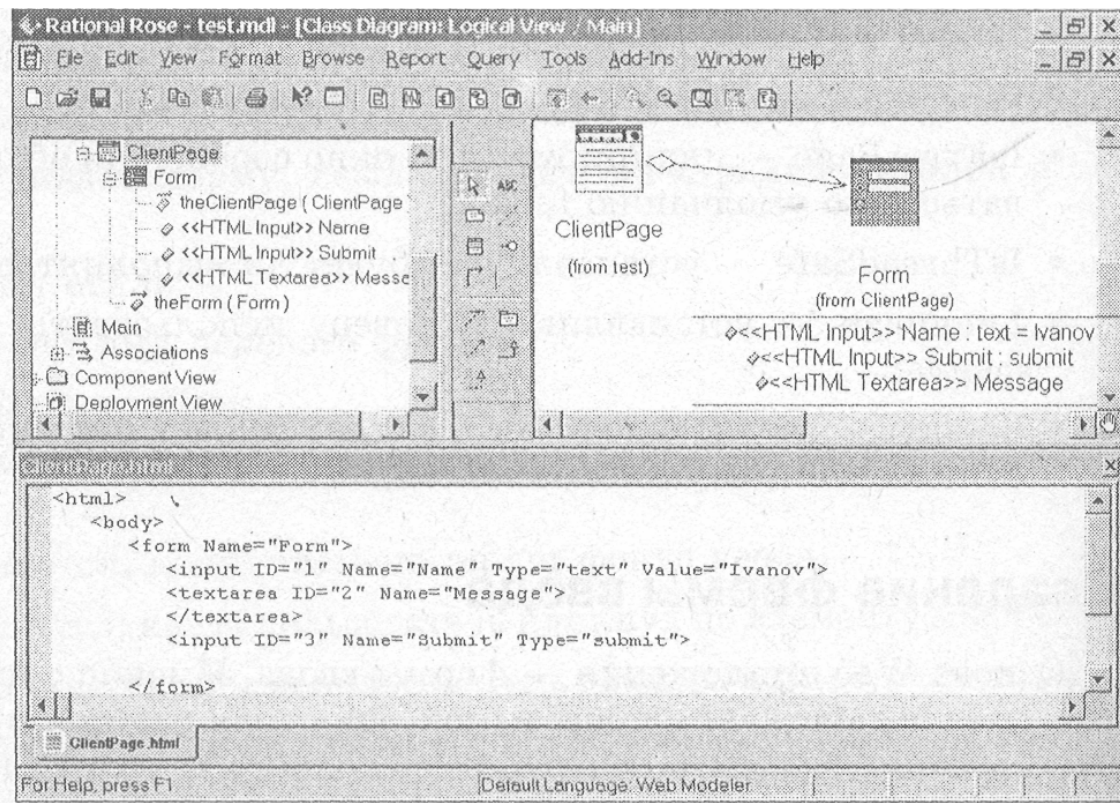 Rational Rose - test.mdl - [Class Diagram: Logical View / Main]
File Edit View Format Browse Report Query Tools Add-Ins Window Help
ClientPage
Form
theClientPage ( ClientPage
<<HTML Input>> Name
<<HTML Input>> Submit
<<HTML Textarea>> Messa
theForm ( Form )
Main
Associations
Component View
Deployment View
ABC
ClientPage
(from test)
Form
(from ClientPage)
<<HTML Input>> Name : text = Ivanov
<<HTML Input>> Submit : submit
<<HTML Textarea>> Message
ClientPage.html
<html>
<body>
<form Name="Form">
<input ID="1" Name="Name" Type="text" Value="Ivanov">
<textarea ID="2" Name="Message">
</textarea>
<input ID="3" Name="Submit" Type="submit">
</form>
ClientPage.html
For Help, press F1
Default Language: Web Modeler